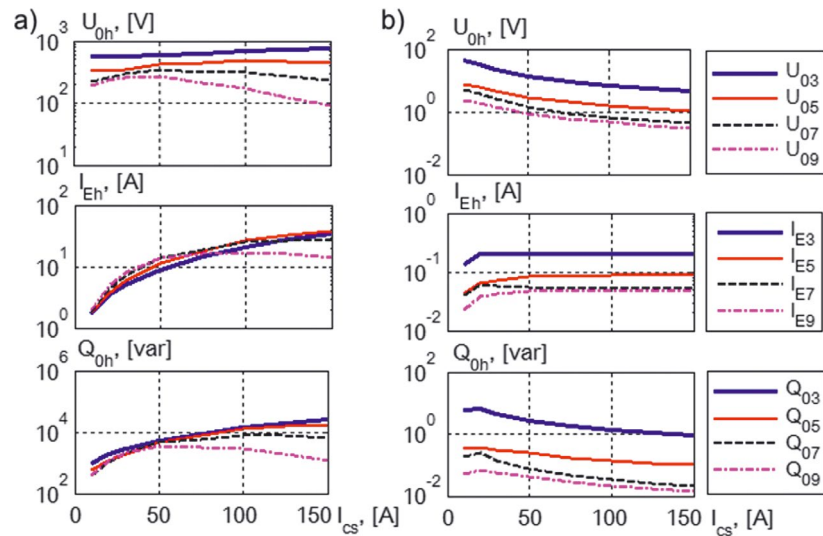 a)
U0h, [V]
10^3
10^2
10^1
IEh, [A]
10^2
10^1
10^0
Q0h, [var]
10^6
10^4
10^2
0 50 100 150
Ics, [A]
b)
U0h, [V]
10^2
10^0
10^-2
U03
U05
U07
U09
IEh, [A]
10^0
10^-1
10^-2
IE3
IE5
IE7
IE9
Q0h, [var]
10^2
10^0
10^-2
Q03
Q05
Q07
Q09
0 50 100 150
Ics, [A]